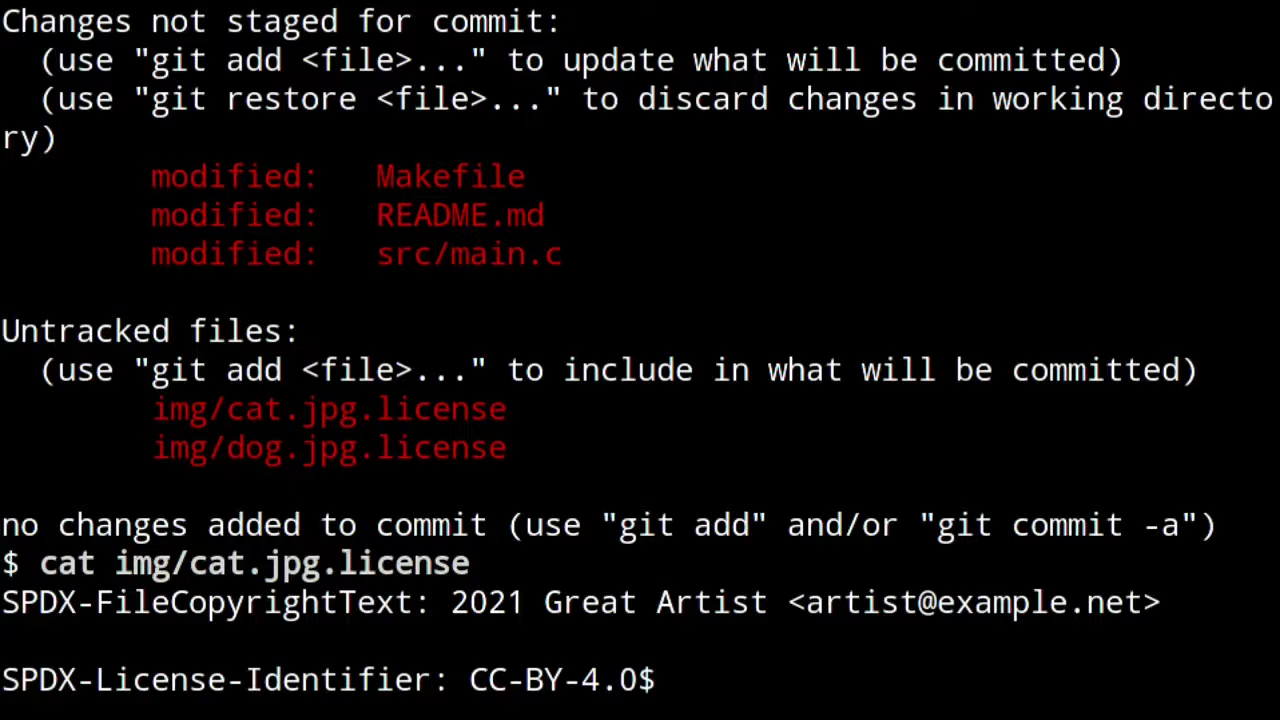 Changes not staged for commit:
  (use "git add <file>..." to update what will be committed)
  (use "git restore <file>..." to discard changes in working directo
ry)
        modified:   Makefile
        modified:   README.md
        modified:   src/main.c

Untracked files:
  (use "git add <file>..." to include in what will be committed)
        img/cat.jpg.license
        img/dog.jpg.license

no changes added to commit (use "git add" and/or "git commit -a")
$ cat img/cat.jpg.license
SPDX-FileCopyrightText: 2021 Great Artist <artist@example.net>

SPDX-License-Identifier: CC-BY-4.0$